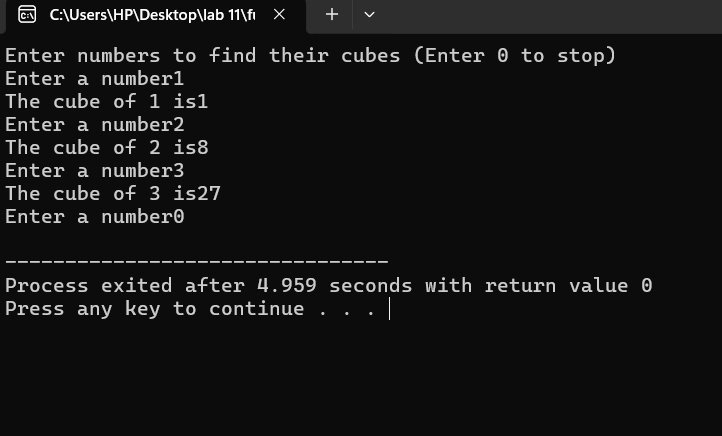 C:\Users\HP\Desktop\lab 11\fu
Enter numbers to find their cubes (Enter 0 to stop)
Enter a number1
The cube of 1 is1
Enter a number2
The cube of 2 is8
Enter a number3
The cube of 3 is27
Enter a number0
--------------------------------
Process exited after 4.959 seconds with return value 0
Press any key to continue . . .